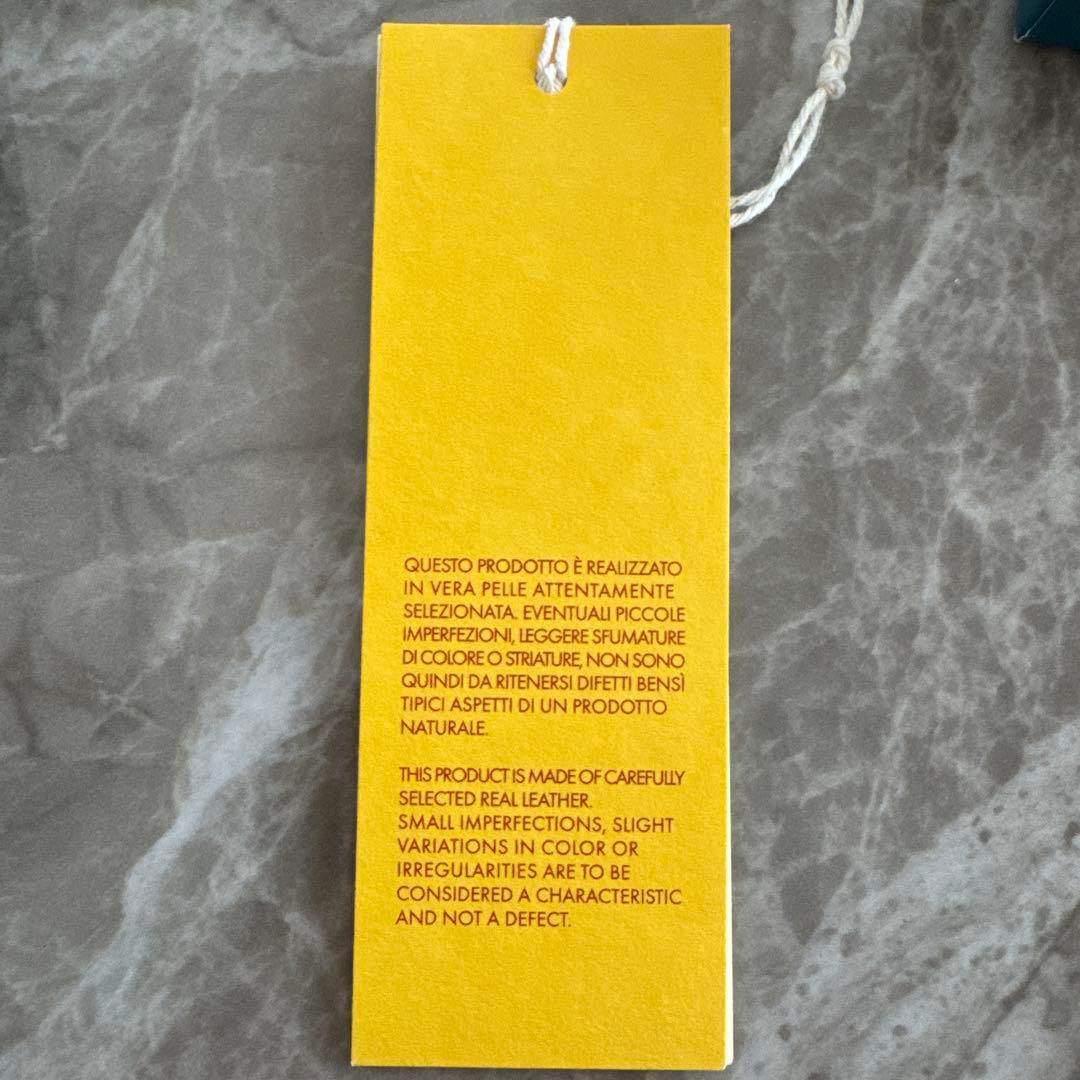 QUESTO PRODOTTO È REALIZZATO
IN VERA PELLE ATTENTAMENTE
SELEZIONATA. EVENTUALI PICCOLE
IMPERFEZIONI, LEGGERE SFUMATURE
DI COLORE O STRIATURE, NON SONO
QUINDI DA RITENERSI DIFETTI BENSÌ
TIPICI ASPETTI DI UN PRODOTTO
NATURALE.
THIS PRODUCT IS MADE OF CAREFULLY
SELECTED REAL LEATHER.
SMALL IMPERFECTIONS, SLIGHT
VARIATIONS IN COLOR OR
IRREGULARITIES ARE TO BE
CONSIDERED A CHARACTERISTIC
AND NOT A DEFECT.